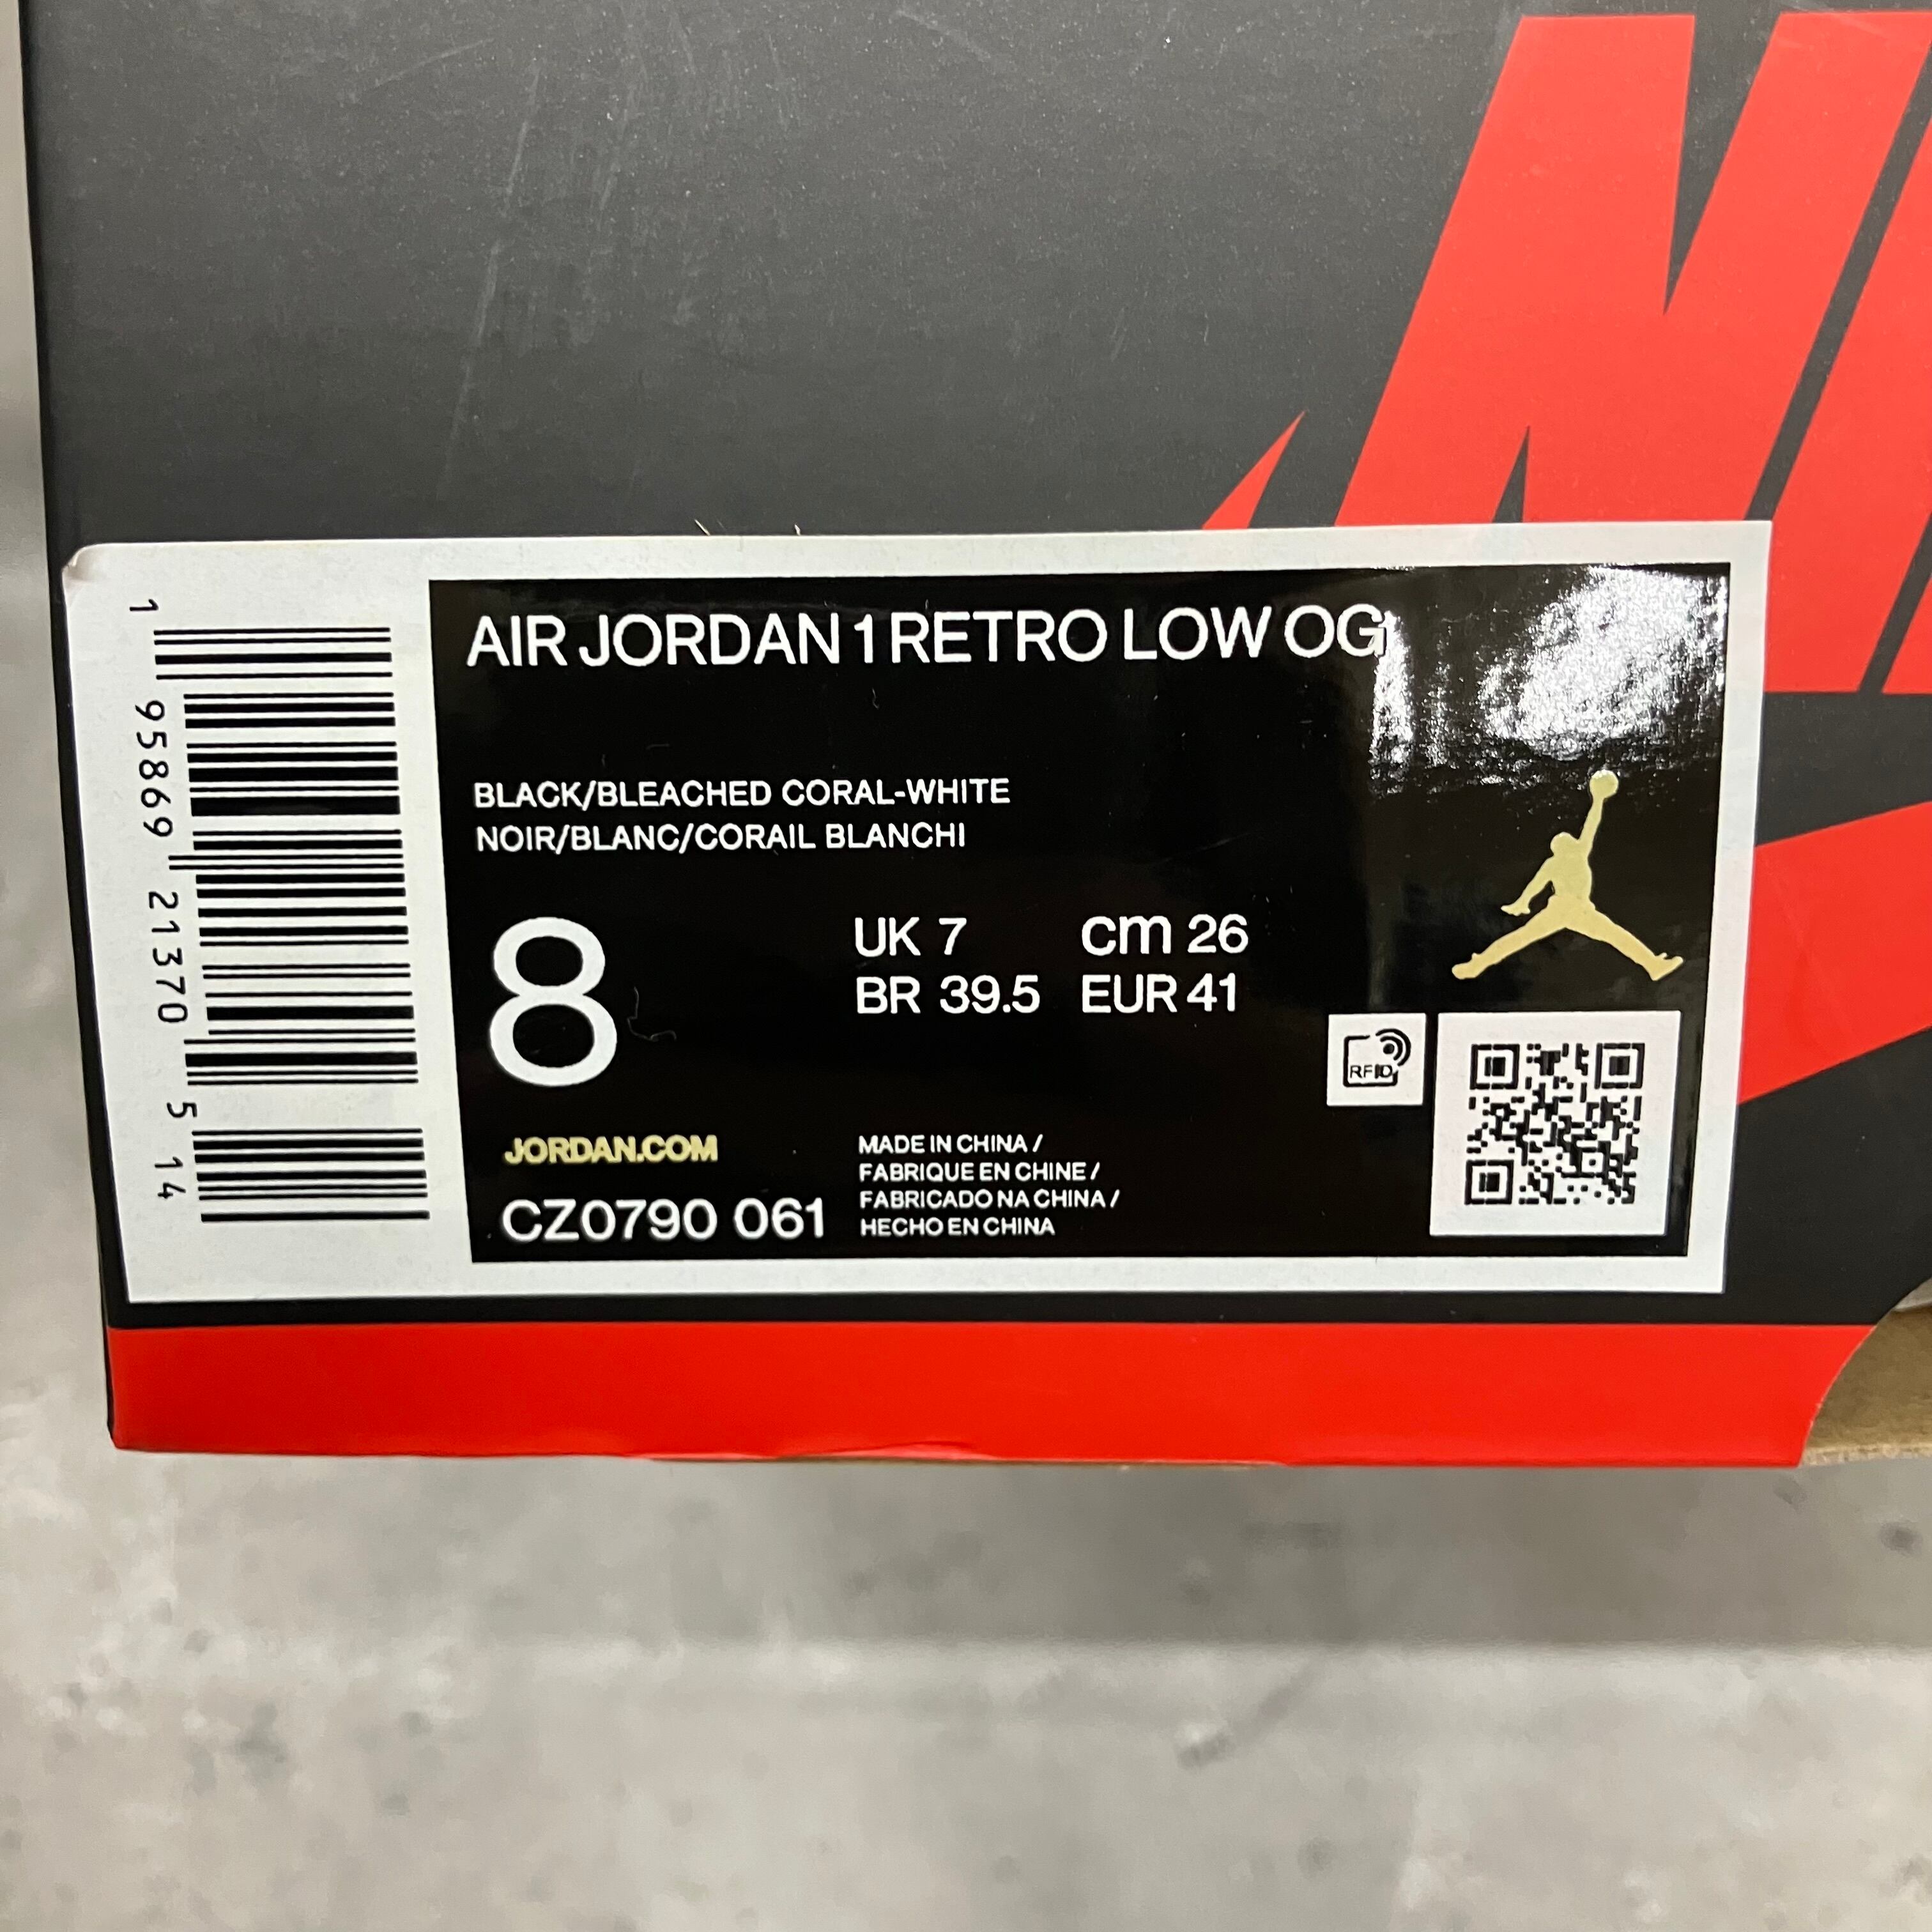 AIR JORDAN 1 RETRO LOW OG
BLACK/BLEACHED CORAL-WHITE
NOIR/BLANC/CORAIL BLANCHI
8
UK 7 cm 26
BR 39.5 EUR 41
RFID
JORDAN.COM
CZ0790 061
MADE IN CHINA /
FABRIQUE EN CHINE /
FABRICADO NA CHINA /
HECHO EN CHINA
1 95869 21370 5 14